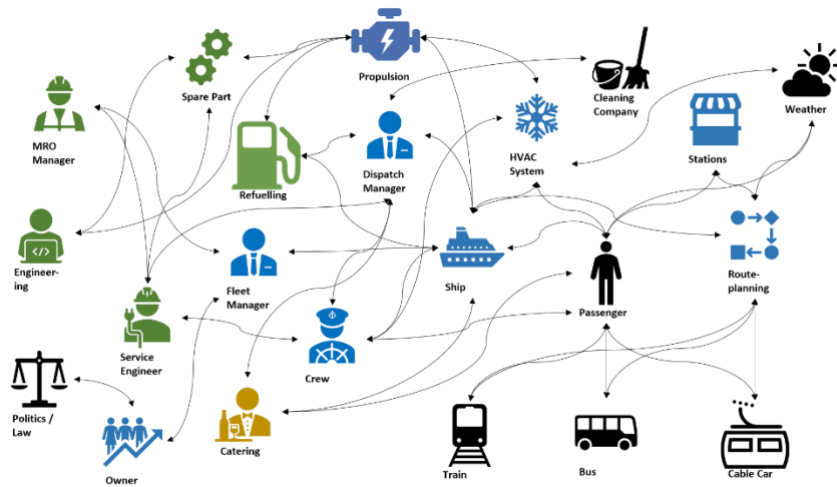 Propulsion
Spare Part
Cleaning
Company
Weather
MRO
Manager
Refuelling
Dispatch
Manager
HVAC
System
Stations
Engineer-
ing
Fleet
Manager
Ship
Passenger
Route-
planning
Service
Engineer
Crew
Politics /
Law
Owner
Catering
Train
Bus
Cable Car